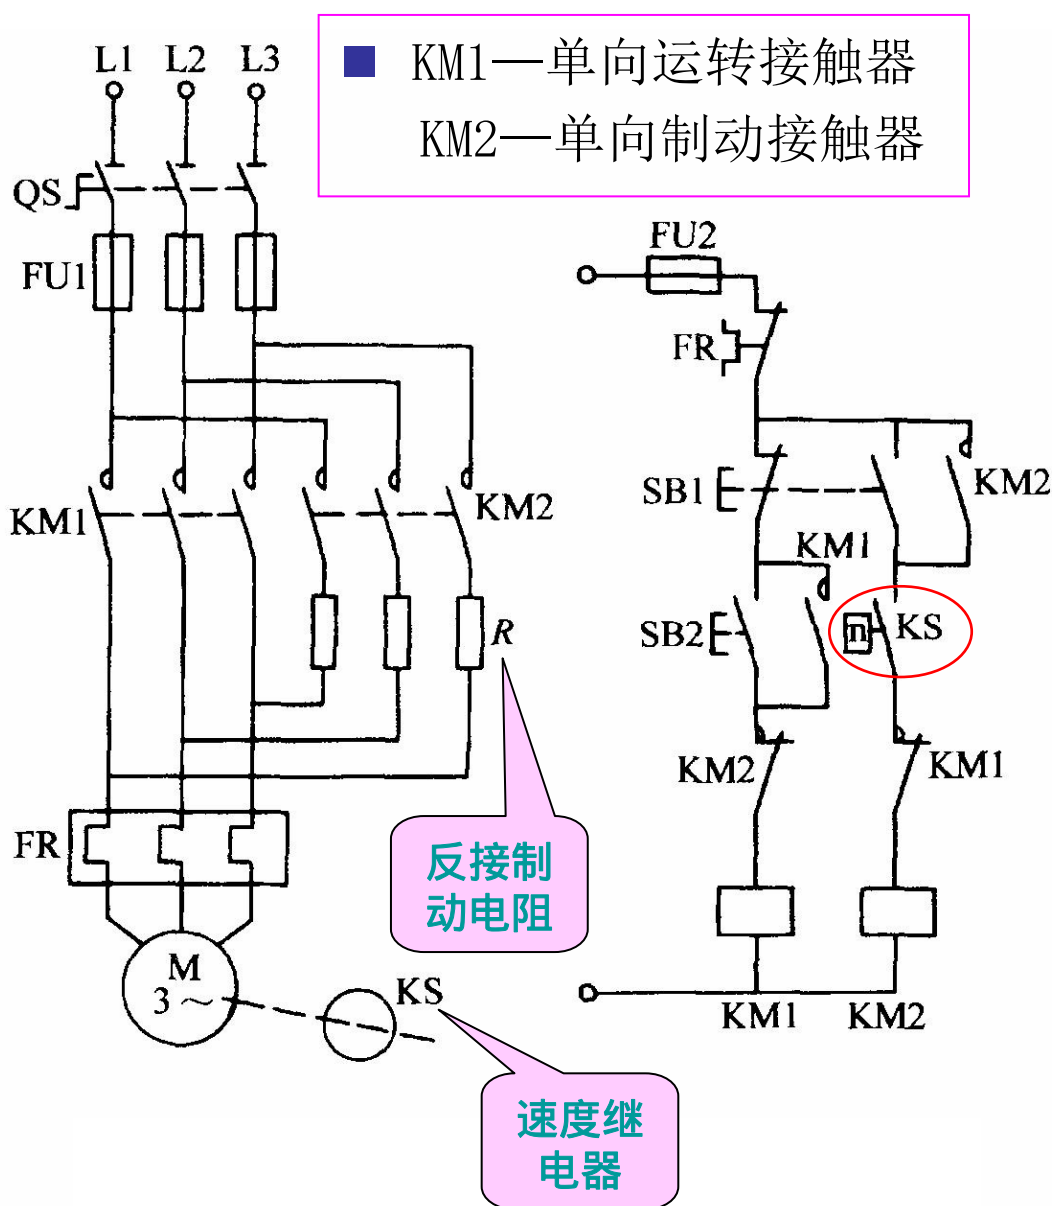 L1 L2 L3
■ KM1—单向运转接触器
KM2—单向制动接触器
QS
FU1
FU2
FR
KM1
KM2
SB1
KM2
KM1
SB2
n
KS
R
KM2
KM1
FR
反接制
动电阻
M
3～
KS
KM1
KM2
速度继
电器